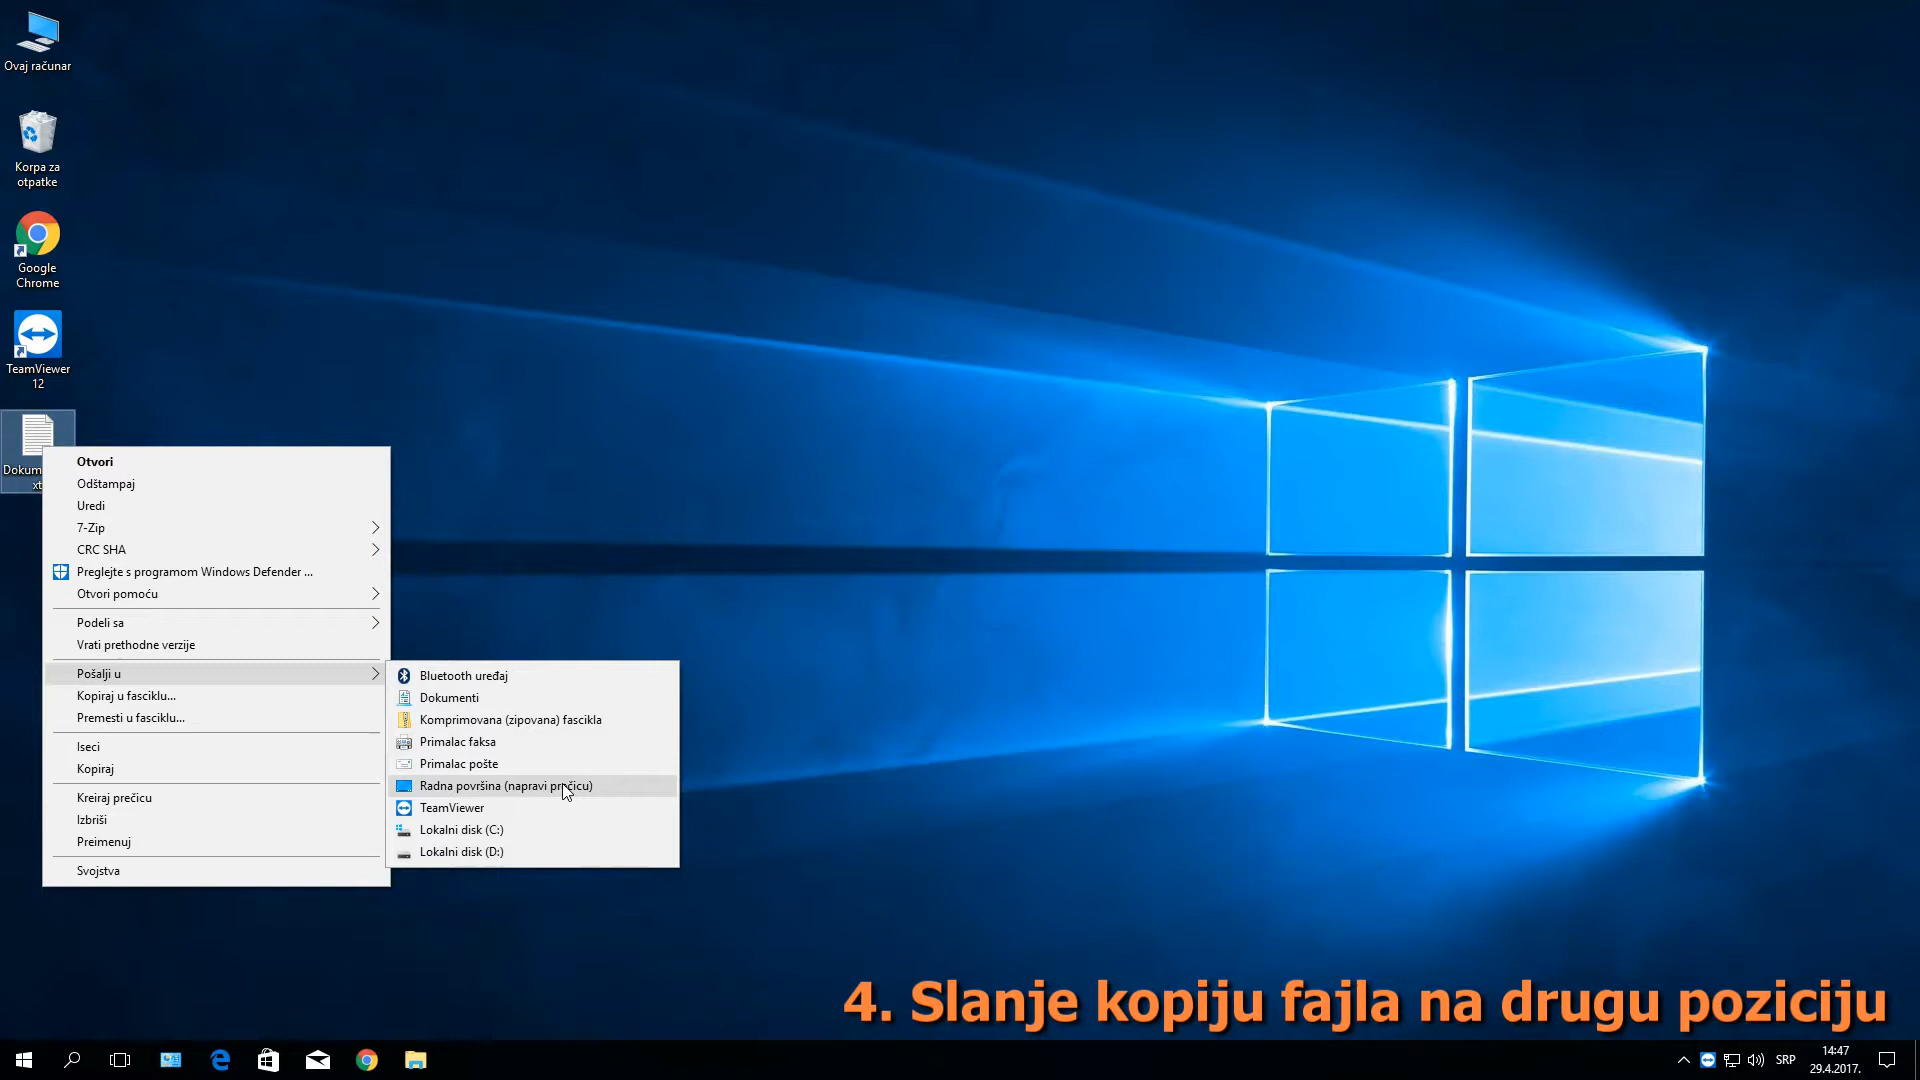 Ovaj računar
Korpa za
otpatke
Google
Chrome
TeamViewer
12
Dokum
xt
Otvori
Odštampaj
Uredi
7-Zip
CRC SHA
Preglejte s programom Windows Defender ...
Otvori pomoću
Podeli sa
Vrati prethodne verzije
Pošalji u
Kopiraj u fasciklu...
Premesti u fasciklu...
Iseci
Kopiraj
Kreiraj prečicu
Izbriši
Preimenuj
Svojstva
Bluetooth uređaj
Dokumenti
Komprimovana (zipovana) fascikla
Primalac faksa
Primalac pošte
Radna površina (napravi prečicu)
TeamViewer
Lokalni disk (C:)
Lokalni disk (D:)
4. Slanje kopiju fajla na drugu poziciju
SRP
14:47
29.4.2017.